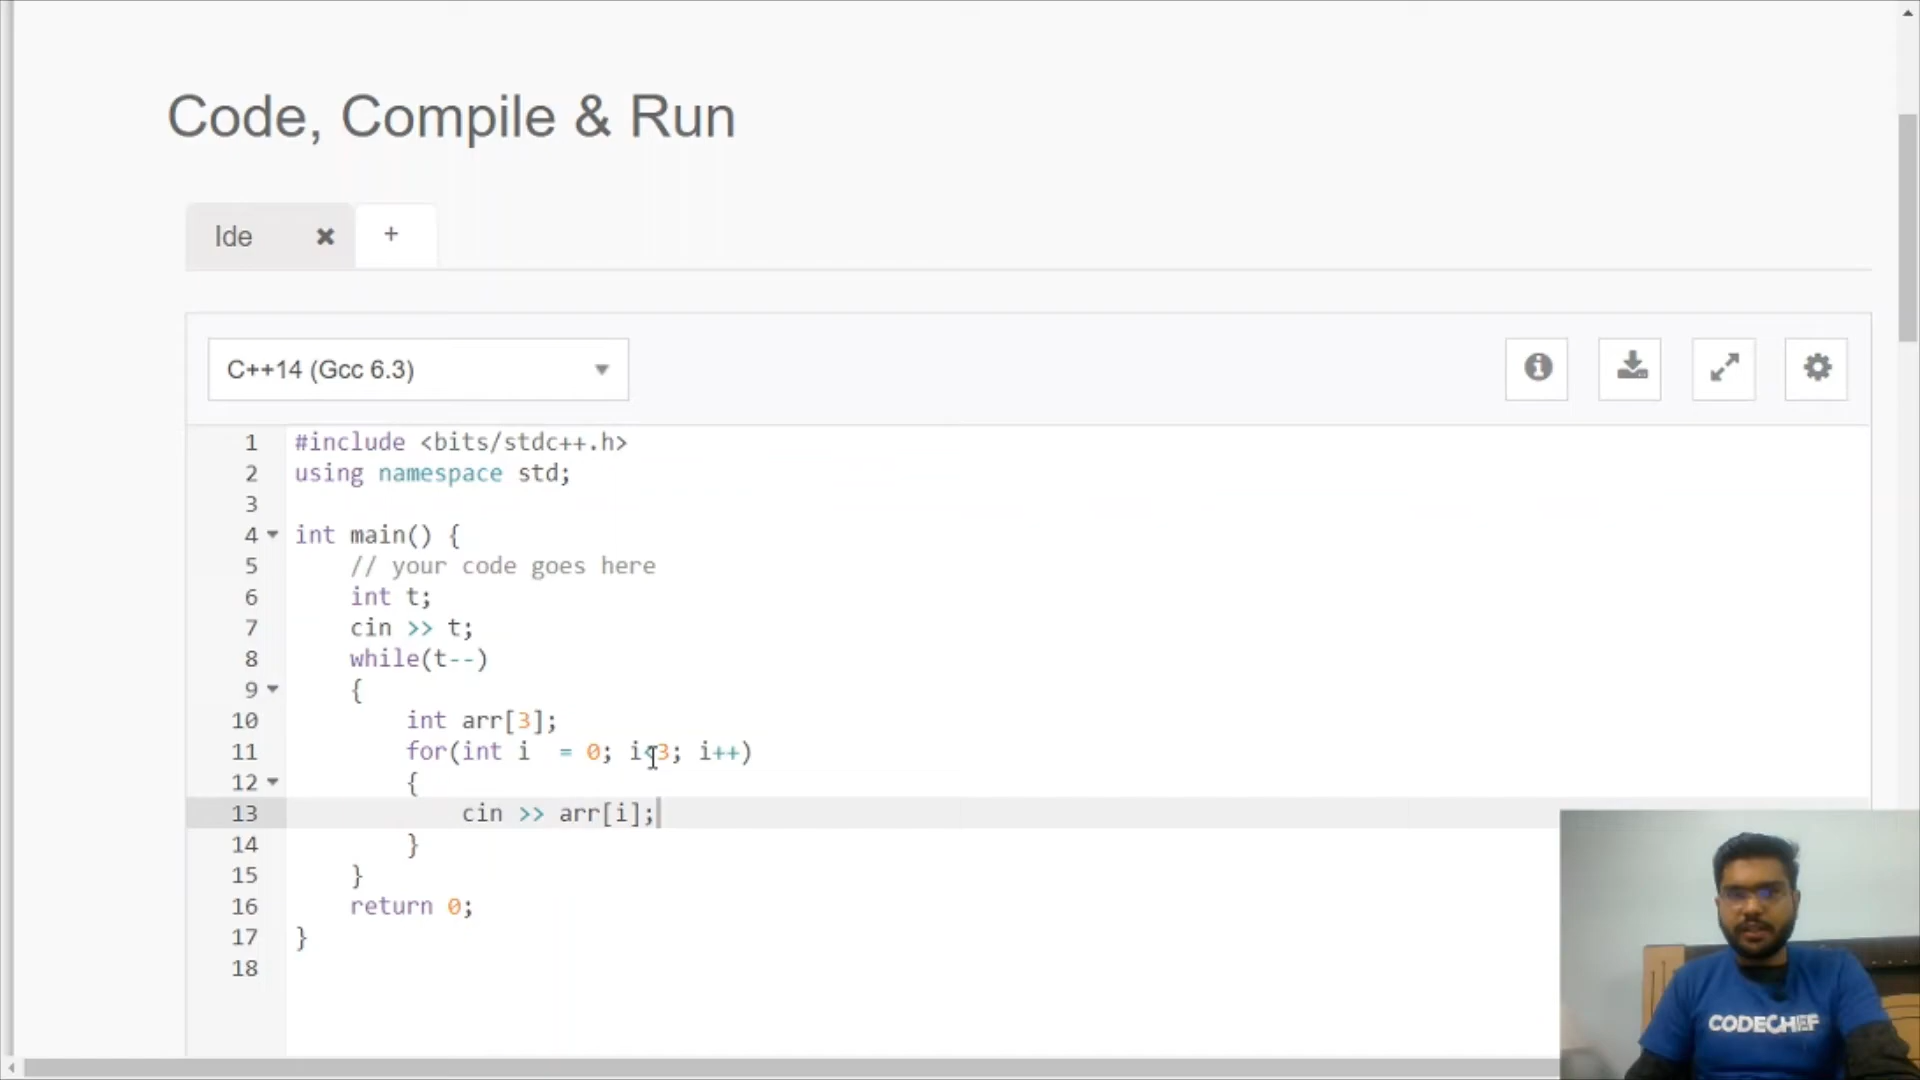 Code, Compile & Run
Ide ✖ +
C++14 (Gcc 6.3)
1 #include <bits/stdc++.h>
2 using namespace std;
3
4 int main() {
5 // your code goes here
6 int t;
7 cin >> t;
8 while(t--)
9 {
10 int arr[3];
11 for(int i  = 0; i<3; i++)
12 {
13 cin >> arr[i];
14 }
15 }
16 return 0;
17 }
18
CODECHEF